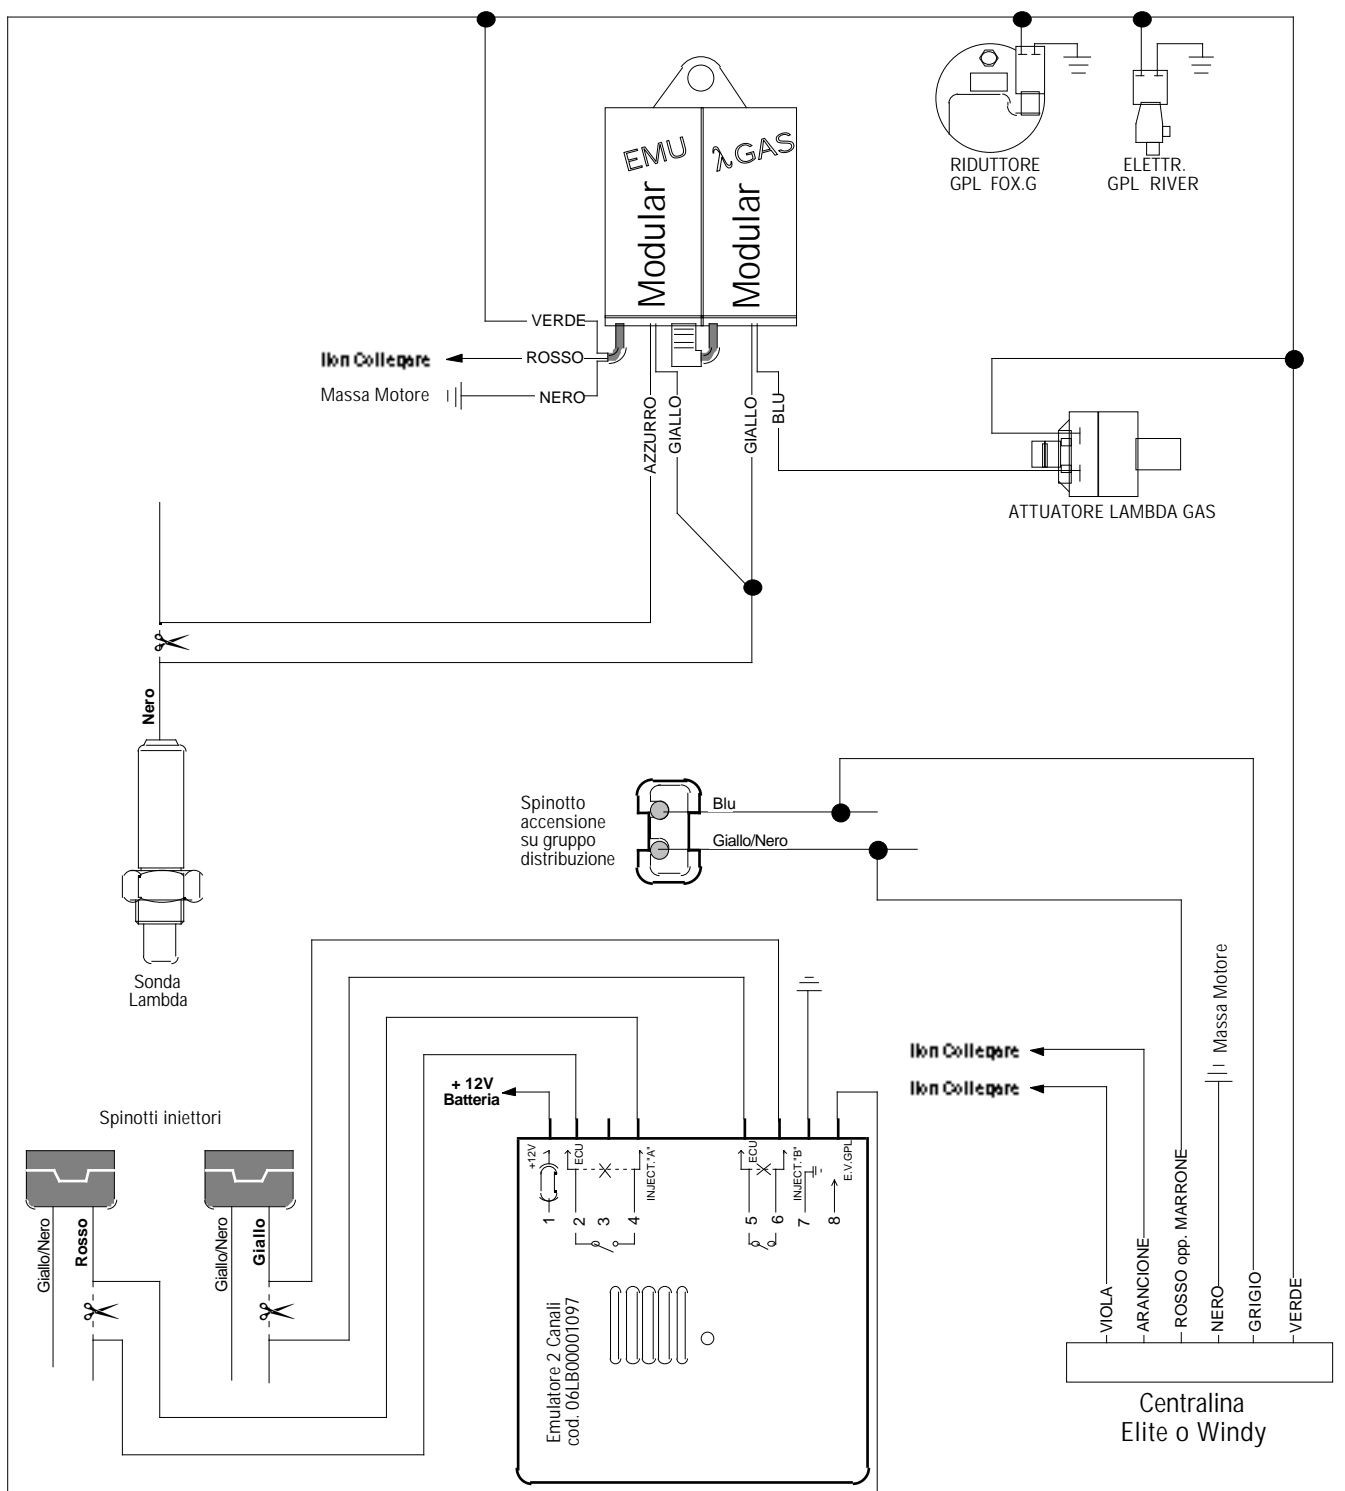 EMU
λ GAS
Modular
Modular
RIDUTTORE
GPL FOX.G
ELETTR.
GPL RIVER
VERDE
Non Collegare
ROSSO
Massa Motore
NERO
AZZURRO
GIALLO
GIALLO
BLU
ATTUATORE LAMBDA GAS
Nero
Sonda
Lambda
Spinotto
accensione
su gruppo
distribuzione
Blu
Giallo/Nero
Massa Motore
Non Collegare
Non Collegare
+ 12V
Batteria
Spinotti iniettori
Giallo/Nero
Rosso
Giallo/Nero
Giallo
+12V
ECU
INJECT."A"
ECU
INJECT."B"
E.V.GPL
1
2
3
4
5
6
7
8
Emulatore 2 Canali
cod. 06LB00001097
VIOLA
ARANCIONE
ROSSO opp. MARRONE
NERO
GRIGIO
VERDE
Centralina
Elite o Windy